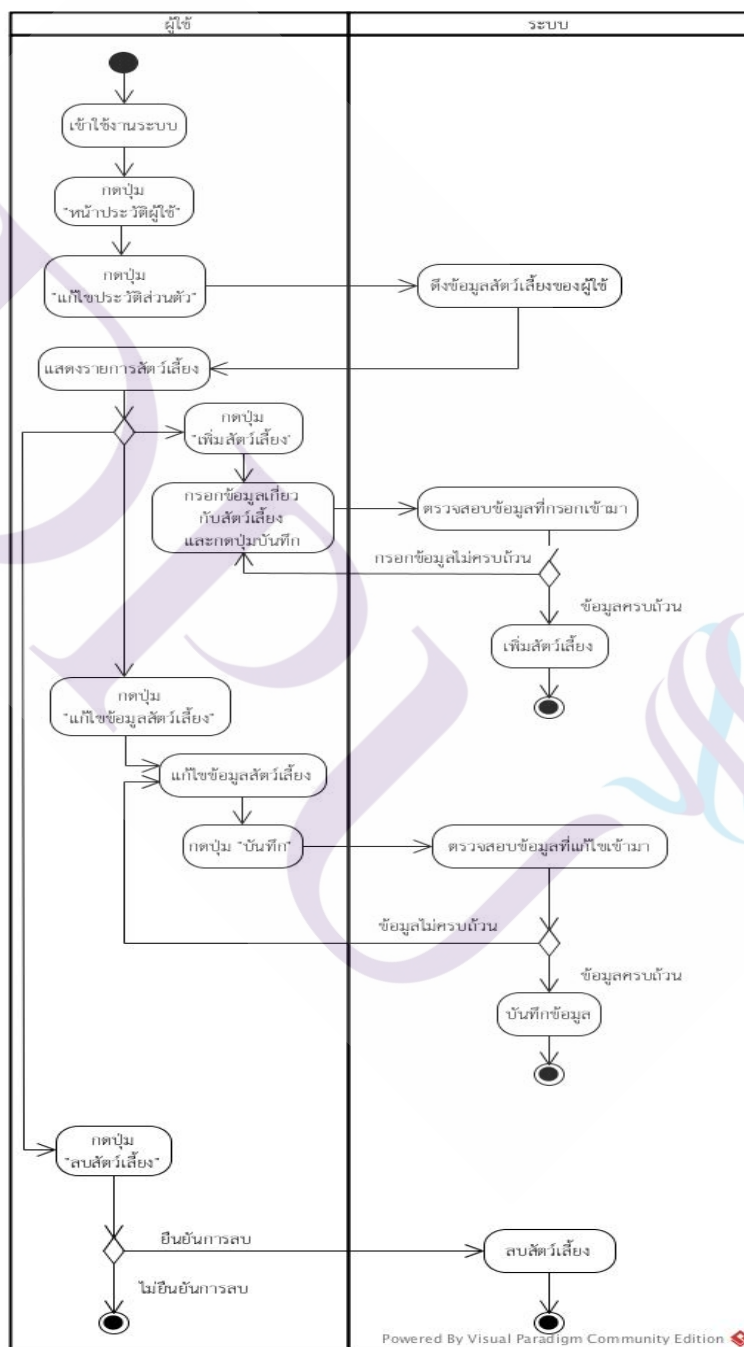 ผู้ใช้
ระบบ
เข้าใช้งานระบบ
กดปุ่ม
"หน้าประวัติผู้ใช้"
กดปุ่ม
"แก้ไขประวัติส่วนตัว"
ดึงข้อมูลสัตว์เลี้ยงของผู้ใช้
แสดงรายการสัตว์เลี้ยง
กดปุ่ม
"เพิ่มสัตว์เลี้ยง"
กรอกข้อมูลเกี่ยว
กับสัตว์เลี้ยง
และกดปุ่มบันทึก
ตรวจสอบข้อมูลที่กรอกเข้ามา
กรอกข้อมูลไม่ครบถ้วน
ข้อมูลครบถ้วน
เพิ่มสัตว์เลี้ยง
กดปุ่ม
"แก้ไขข้อมูลสัตว์เลี้ยง"
แก้ไขข้อมูลสัตว์เลี้ยง
กดปุ่ม "บันทึก"
ตรวจสอบข้อมูลที่แก้ไขเข้ามา
ข้อมูลไม่ครบถ้วน
ข้อมูลครบถ้วน
บันทึกข้อมูล
กดปุ่ม
"ลบสัตว์เลี้ยง"
ยืนยันการลบ
ลบสัตว์เลี้ยง
ไม่ยืนยันการลบ
Powered By Visual Paradigm Community Edition
DPU